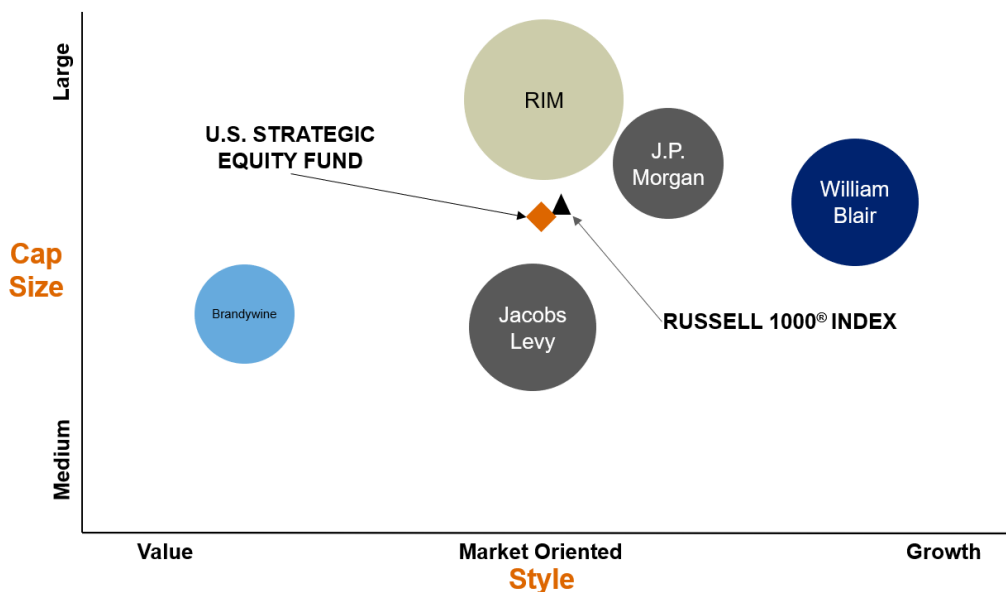 Large
RIM
U.S. STRATEGIC
EQUITY FUND
J.P.
Morgan
William
Blair
Cap
Size
Brandywine
Jacobs
Levy
RUSSELL 1000® INDEX
Medium
Value
Market Oriented
Growth
Style